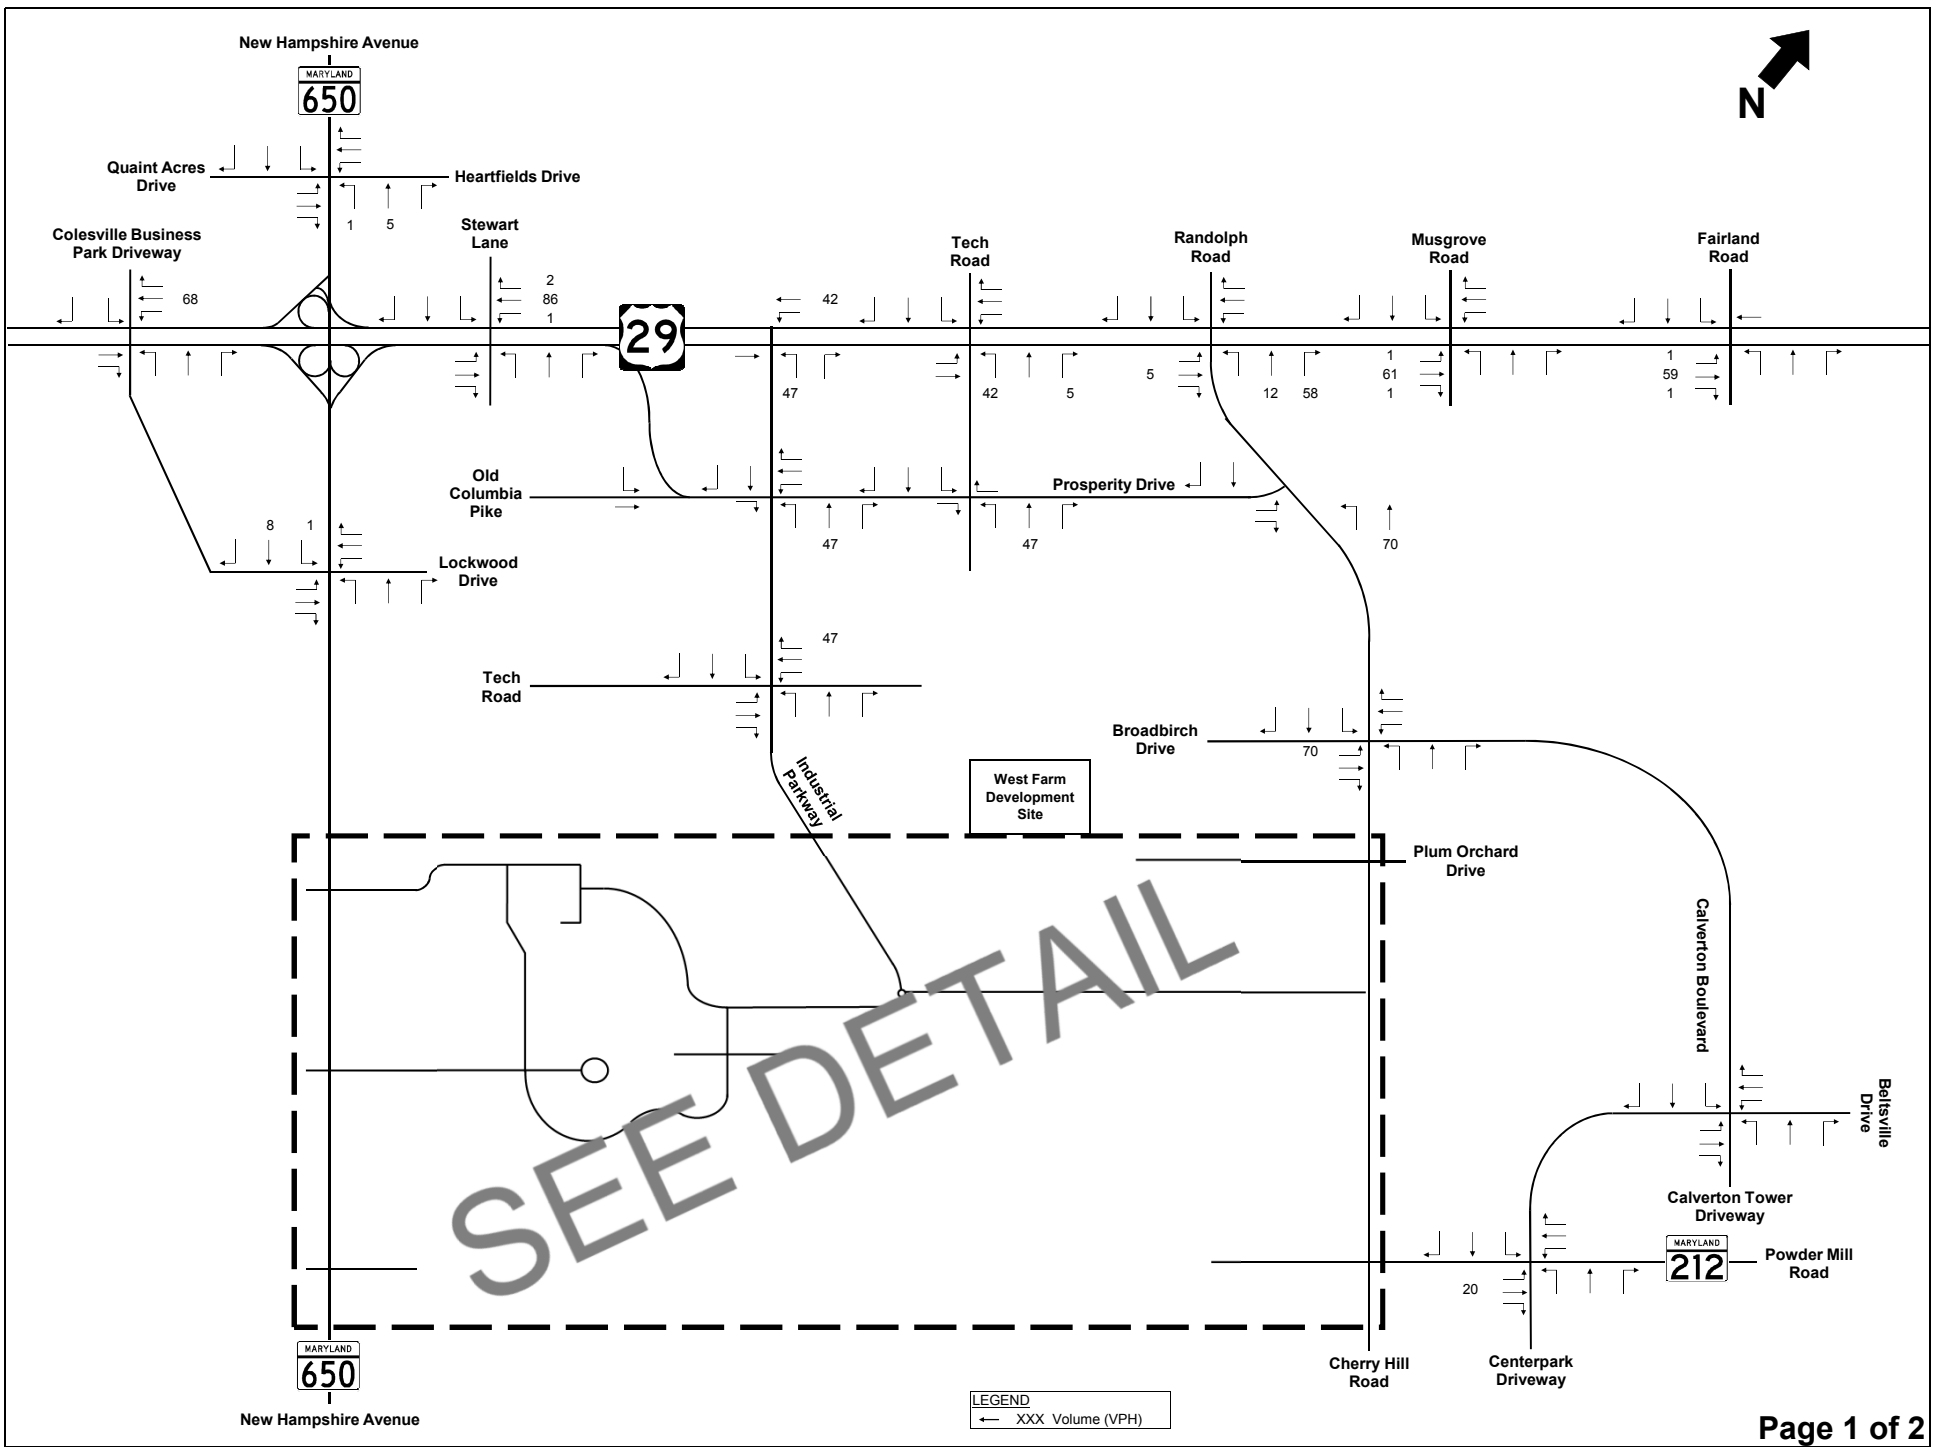 New Hampshire Avenue
MARYLAND
650
N
Quaint Acres
Drive
Heartfields Drive
1 5
Colesville Business
Park Driveway
68
Stewart
Lane
2
86
1
29
42
Tech
Road
Randolph
Road
Musgrove
Road
Fairland
Road
47
42 5
5
12 58
1
61
1
1
59
1
Old
Columbia
Pike
Prosperity Drive
47
47
70
8 1
Lockwood
Drive
47
Tech
Road
Broadbirch
Drive
70
Industrial
Parkway
West Farm
Development
Site
Plum Orchard
Drive
Calverton Boulevard
SEE DETAIL
Beltsville
Drive
Calverton Tower
Driveway
MARYLAND
212
Powder Mill
Road
20
MARYLAND
650
New Hampshire Avenue
Cherry Hill
Road
Centerpark
Driveway
LEGEND
XXX Volume (VPH)
Page 1 of 2